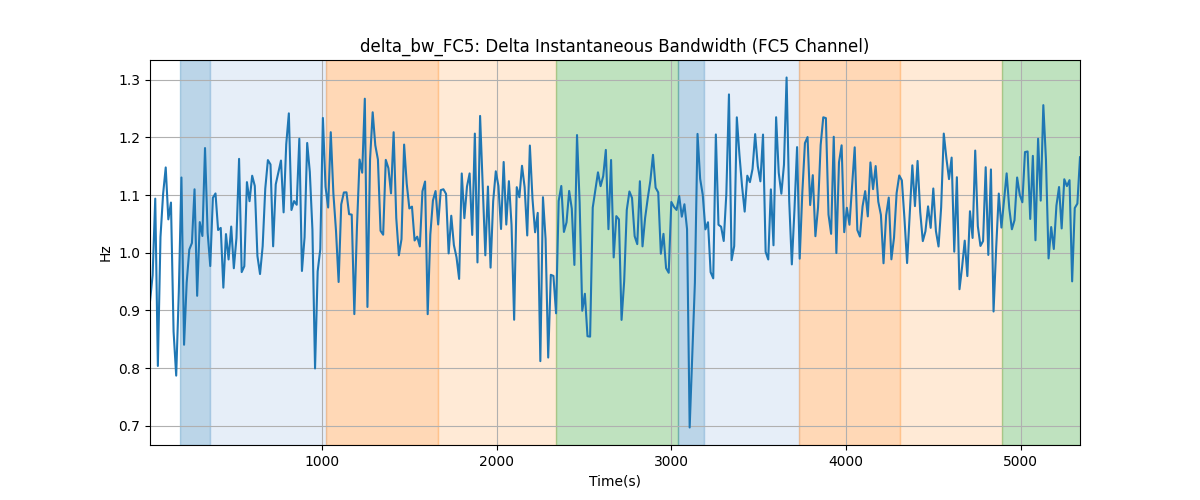 delta_bw_FC5: Delta Instantaneous Bandwidth (FC5 Channel)
1.3
1.2
1.1
1.0
0.9
0.8
0.7
Hz
1000 2000 3000 4000 5000
Time(s)